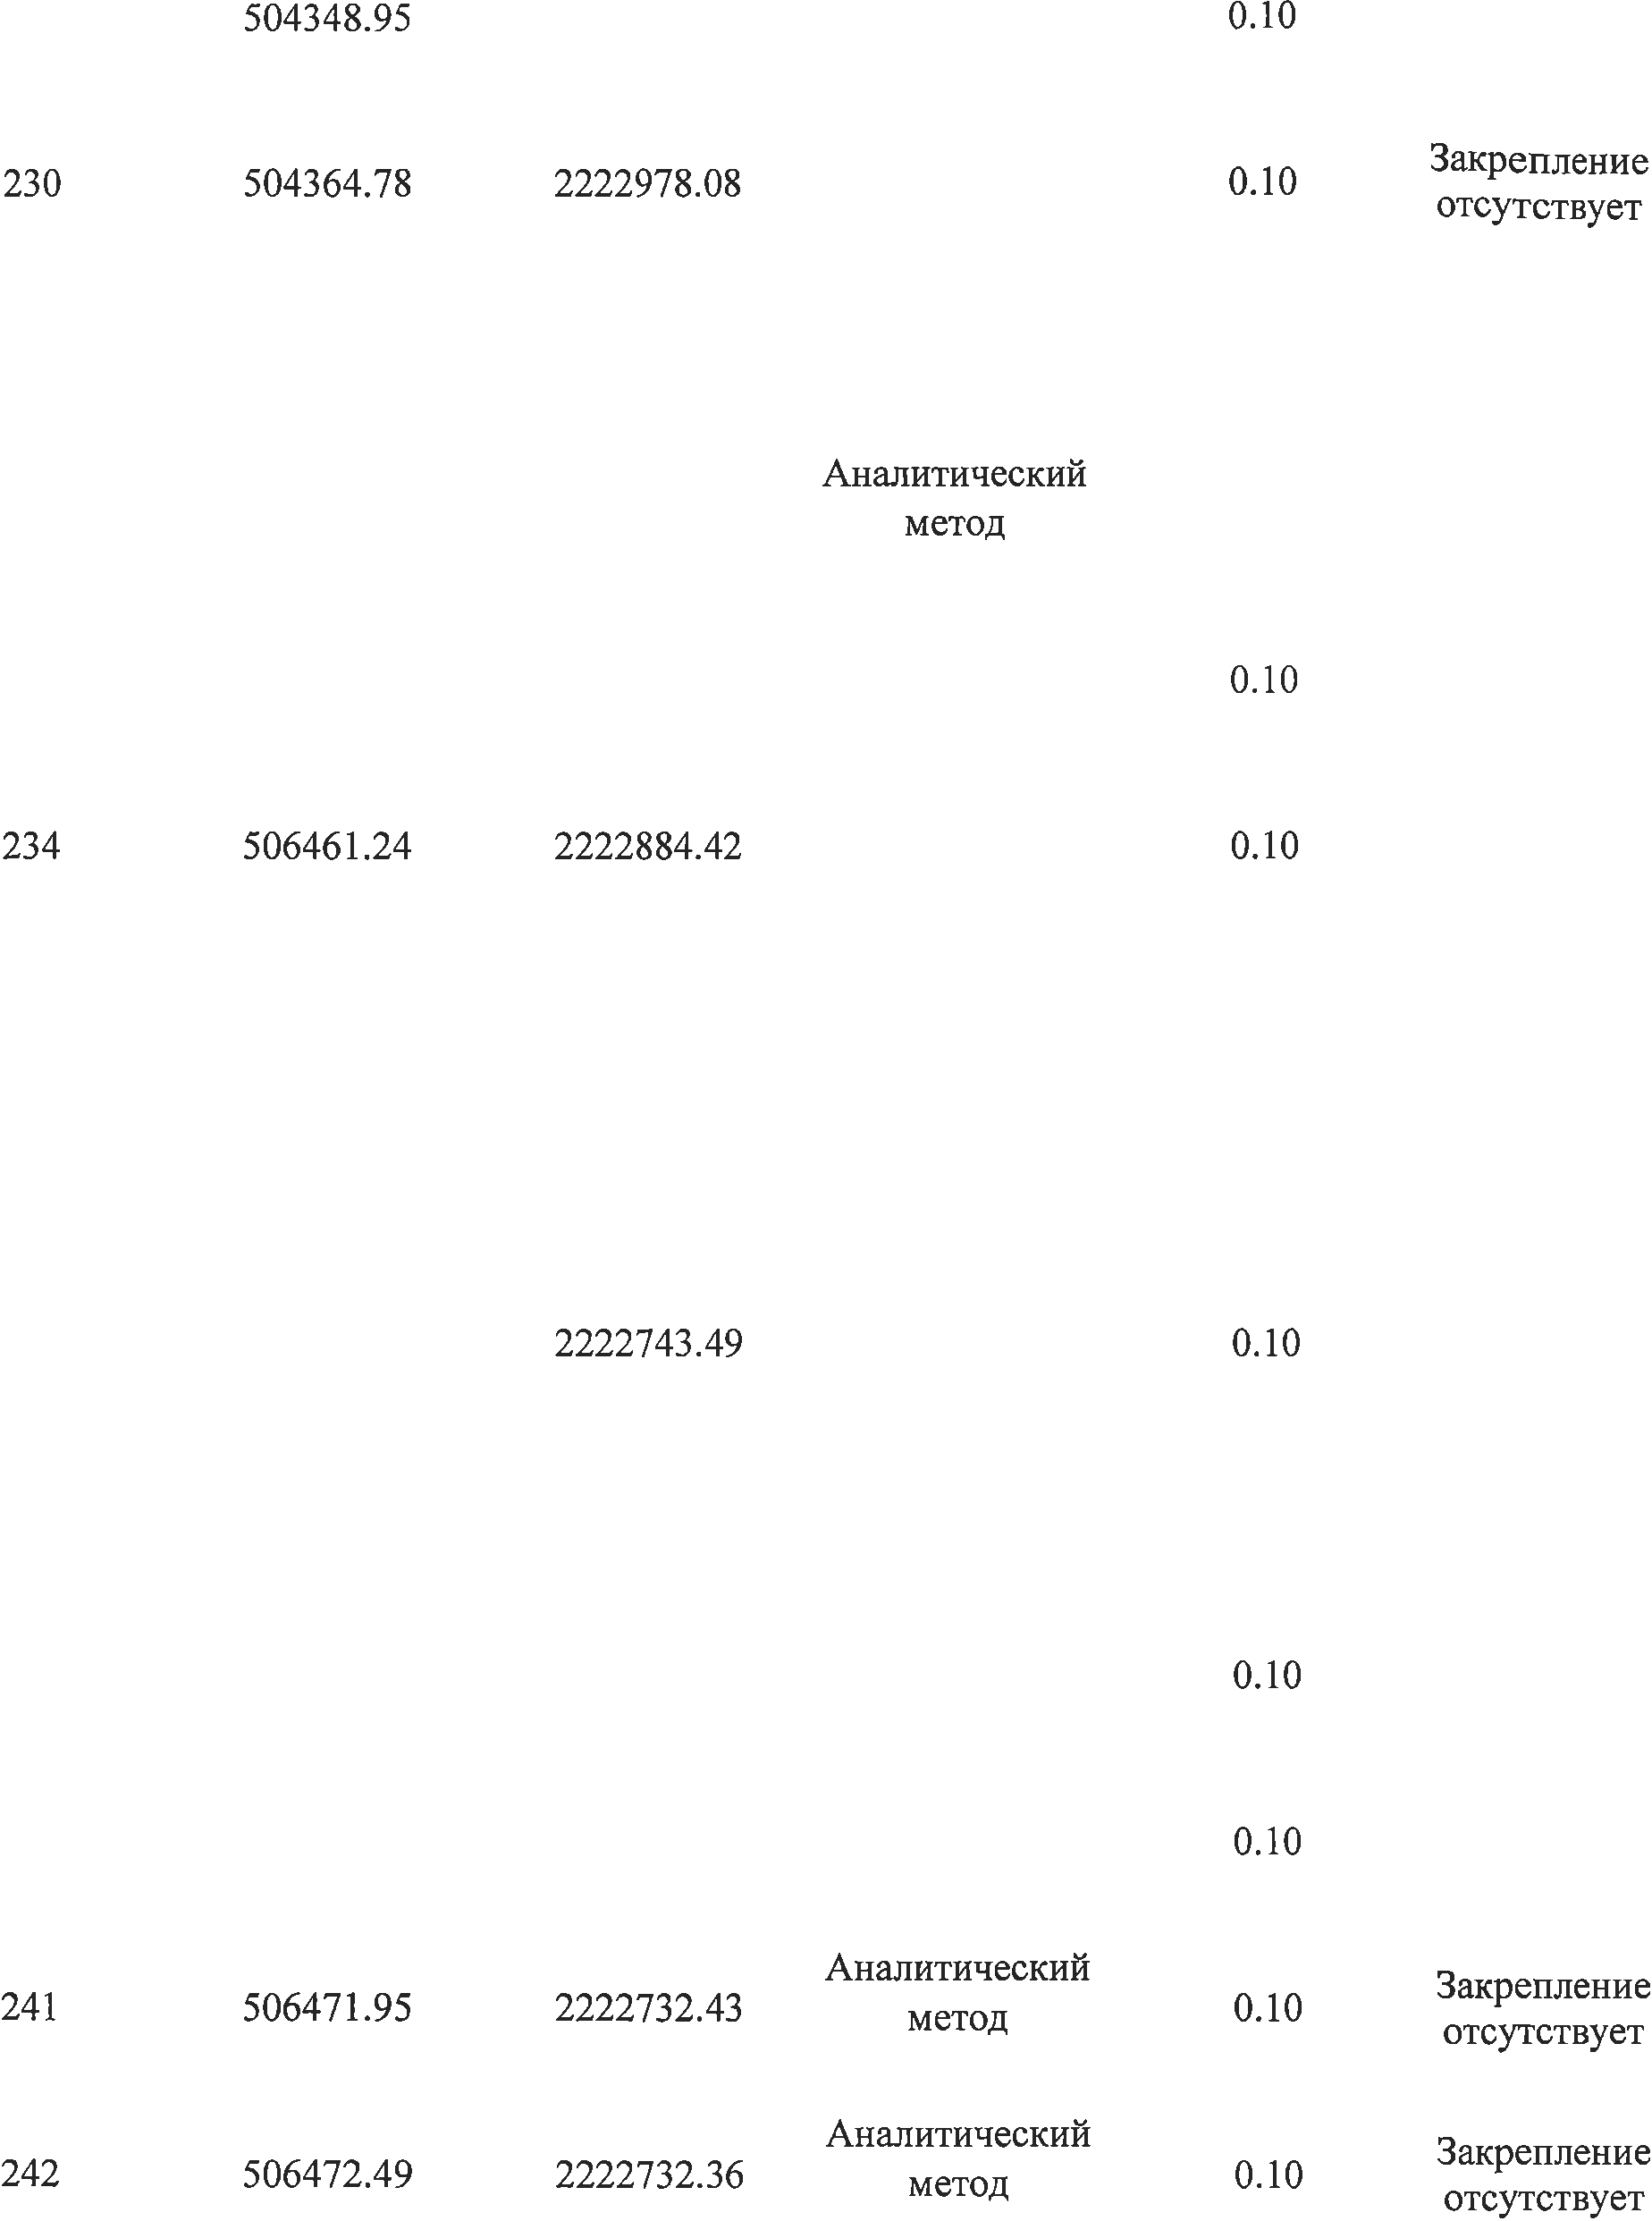 504348.95 0.10
230 504364.78 2222978.08 0.10 Закрепление
отсутствует
Аналитический
метод
0.10
234 506461.24 2222884.42 0.10
2222743.49 0.10
0.10
0.10
241 506471.95 2222732.43 Аналитический
метод 0.10 Закрепление
отсутствует
242 506472.49 2222732.36 Аналитический
метод 0.10 Закрепление
отсутствует